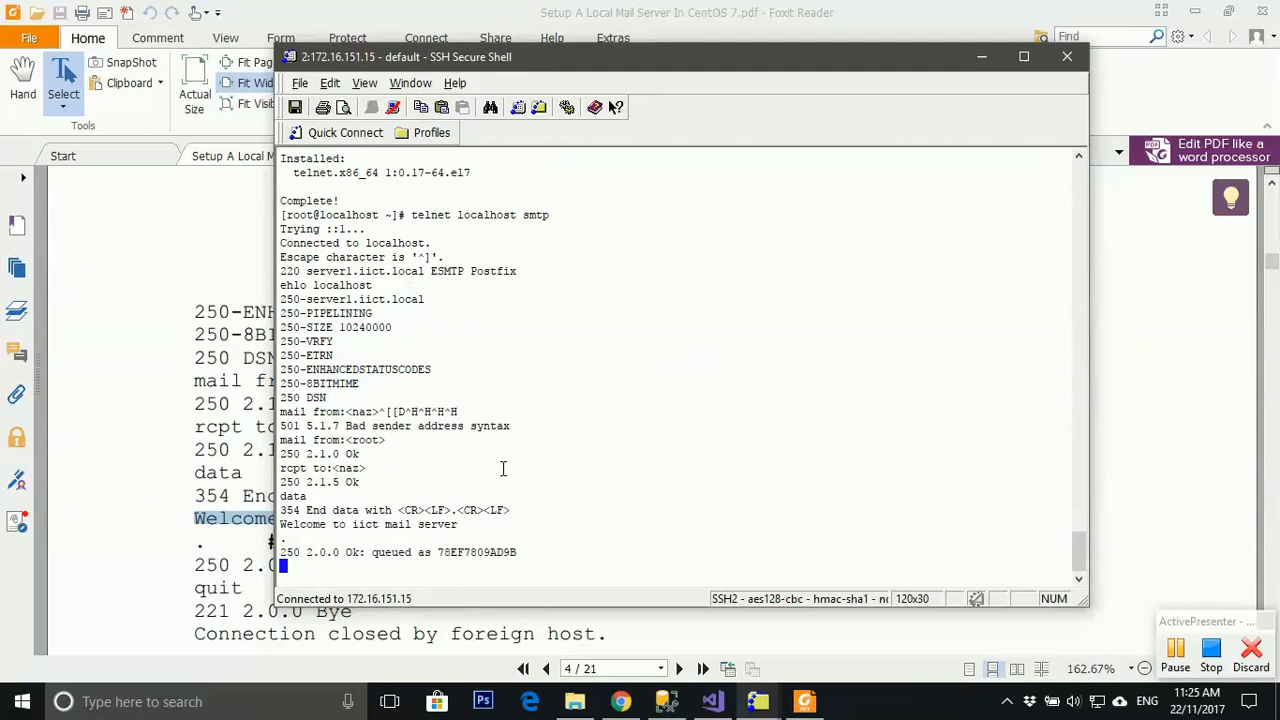 Setup A Local Mail Server In CentOS 7.pdf - Foxit Reader
File Home Comment View Form Protect Connect Share Help Extras
Find
Hand
Select
SnapShot
Clipboard
Tools
Actual
Size
Fit Pag
Fit Wid
Fit Visib
Start
Setup A Local M
Edit PDF like a
word processor
2:172.16.151.15 - default - SSH Secure Shell
File Edit View Window Help
Quick Connect Profiles
Installed:
telnet.x86_64 1:0.17-64.el7
Complete!
[root@localhost ~]# telnet localhost smtp
Trying ::1...
Connected to localhost.
Escape character is '^]'.
220 server1.iict.local ESMTP Postfix
ehlo localhost
250-server1.iict.local
250-PIPELINING
250-SIZE 10240000
250-VRFY
250-ETRN
250-ENHANCEDSTATUSCODES
250-8BITMIME
250 DSN
mail from:<naz>^[[D^H^H^H^H
501 5.1.7 Bad sender address syntax
mail from:<root>
250 2.1.0 Ok
rcpt to:<naz>
250 2.1.5 Ok
data
354 End data with <CR><LF>.<CR><LF>
Welcome to iict mail server
.
250 2.0.0 Ok: queued as 78EF7809AD9B
Connected to 172.16.151.15
SSH2 - aes128-cbc - hmac-sha1 - nc 120x30 NUM
250-ENH
250-8BI
250 DSN
mail fr
250 2.1
rcpt to
250 2.1
data
354 Enc
Welcome
. #
250 2.0
quit
221 2.0.0 Bye
Connection closed by foreign host.
4 / 21
162.67%
ActivePresenter - ...
Pause Stop Discard
Type here to search
ENG
11:25 AM
22/11/2017